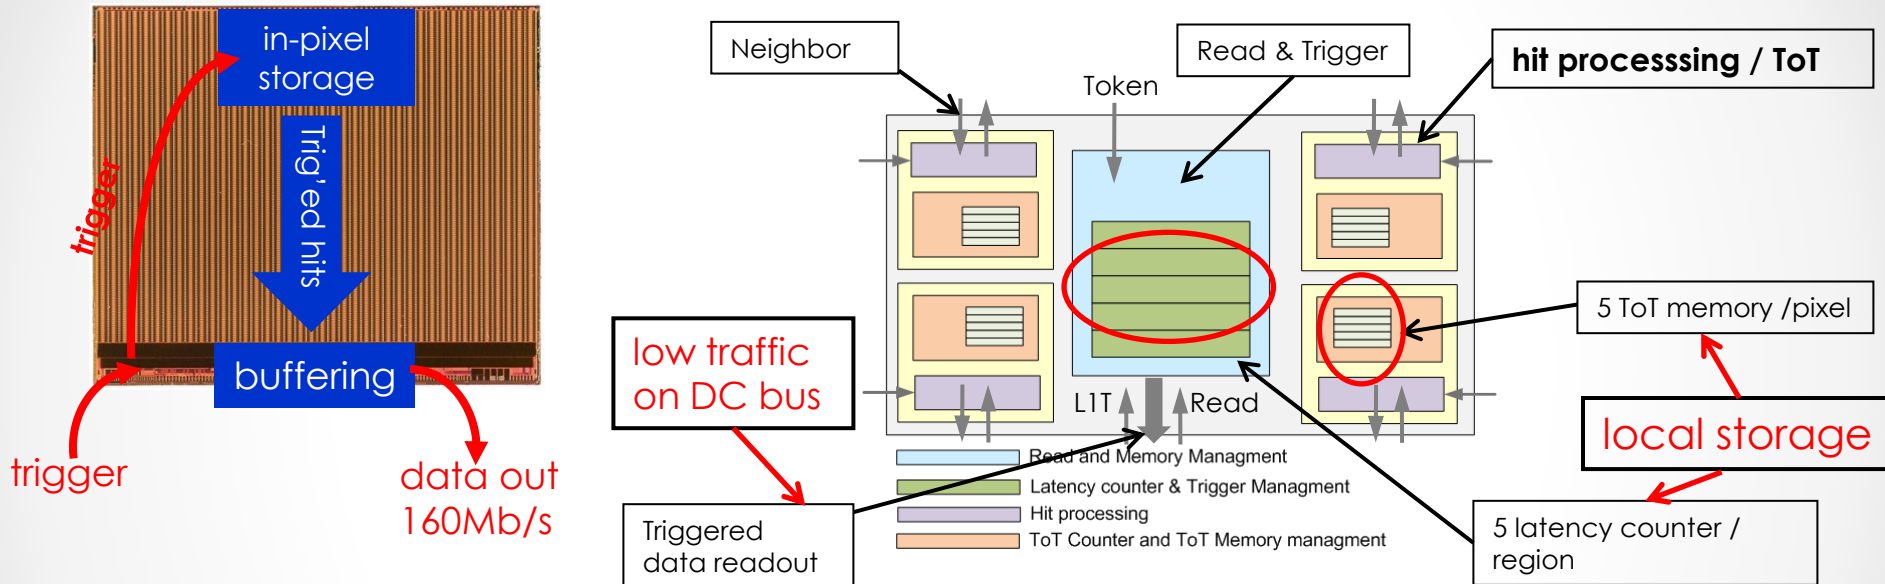 in-pixel
storage
trigger
Trig'ed hits
buffering
trigger
data out
160Mb/s
Neighbor
Read & Trigger
hit processsing / ToT
Token
5 ToT memory /pixel
low traffic
on DC bus
L1T
Read
local storage
Read and Memory Managment
Latency counter & Trigger Managment
Hit processing
ToT Counter and ToT Memory managment
Triggered
data readout
5 latency counter /
region